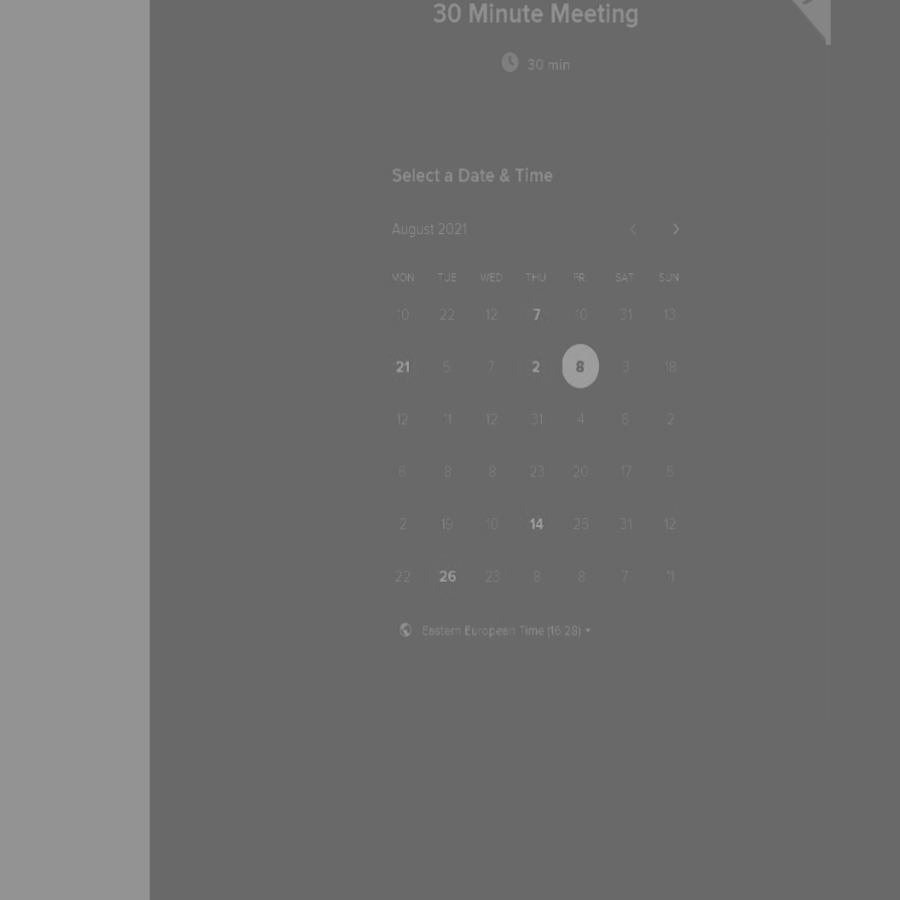 30 Minute Meeting
30 min
Select a Date & Time
August 2021
MON TUE WED THU FRI SAT SUN
10 22 12 7 10 31 13
21 5 7 2 8 3 18
12 11 12 31 4 6 2
6 8 8 23 20 17 6
2 19 10 14 25 31 12
22 26 23 8 8 7 11
Eastern European Time (16:28)